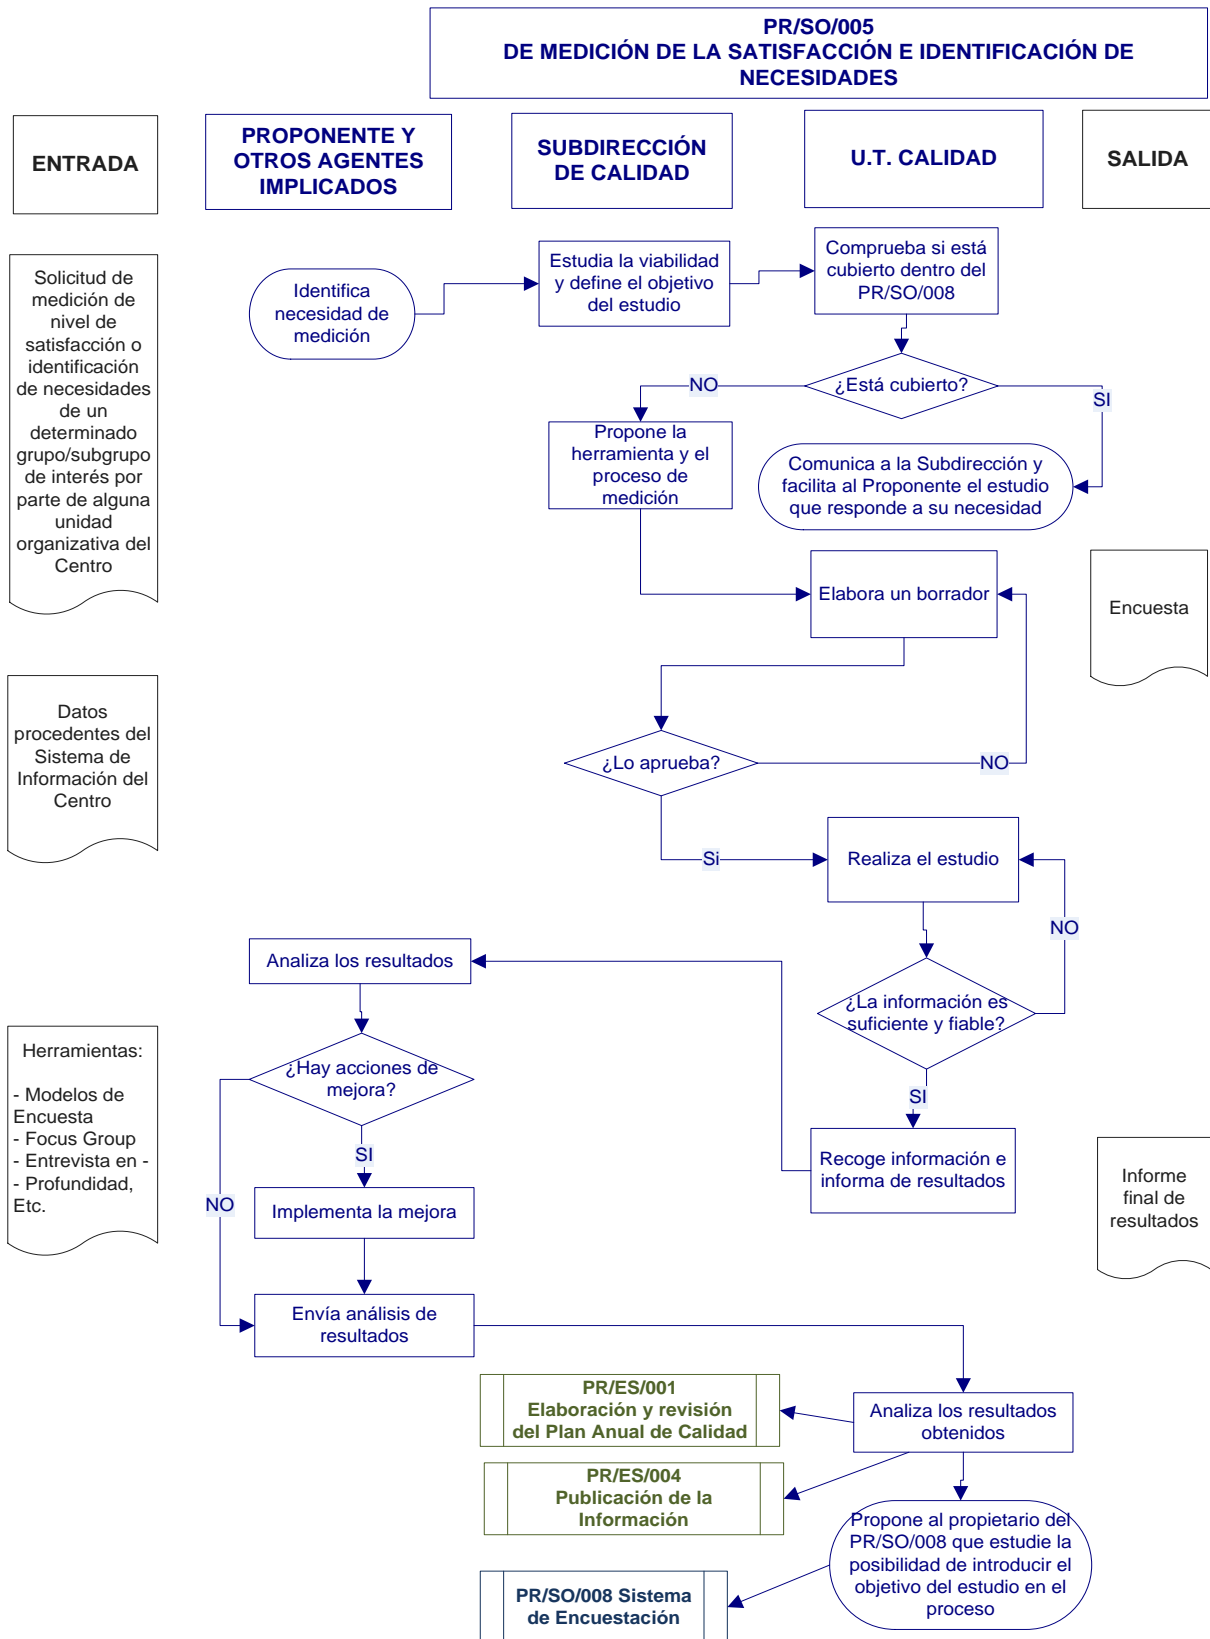 PR/SO/005
DE MEDICIÓN DE LA SATISFACCIÓN E IDENTIFICACIÓN DE
NECESIDADES
ENTRADA
PROPONENTE Y
OTROS AGENTES
IMPLICADOS
SUBDIRECCIÓN
DE CALIDAD
U.T. CALIDAD
SALIDA
Solicitud de
medición de
nivel de
satisfacción o
identificación
de necesidades
de un
determinado
grupo/subgrupo
de interés por
parte de alguna
unidad
organizativa del
Centro
Identifica
necesidad de
medición
Estudia la viabilidad
y define el objetivo
del estudio
Comprueba si está
cubierto dentro del
PR/SO/008
¿Está cubierto?
NO
SI
Propone la
herramienta y el
proceso de
medición
Comunica a la Subdirección y
facilita al Proponente el estudio
que responde a su necesidad
Elabora un borrador
Encuesta
Datos
procedentes del
Sistema de
Información del
Centro
¿Lo aprueba?
NO
Si
Realiza el estudio
NO
Analiza los resultados
¿La información es
suficiente y fiable?
Herramientas:
- Modelos de
Encuesta
- Focus Group
- Entrevista en -
- Profundidad,
Etc.
¿Hay acciones de
mejora?
SI
SI
NO
Recoge información e
informa de resultados
Informe
final de
resultados
Implementa la mejora
Envía análisis de
resultados
PR/ES/001
Elaboración y revisión
del Plan Anual de Calidad
Analiza los resultados
obtenidos
PR/ES/004
Publicación de la
Información
Propone al propietario del
PR/SO/008 que estudie la
posibilidad de introducir el
objetivo del estudio en el
proceso
PR/SO/008 Sistema
de Encuestación